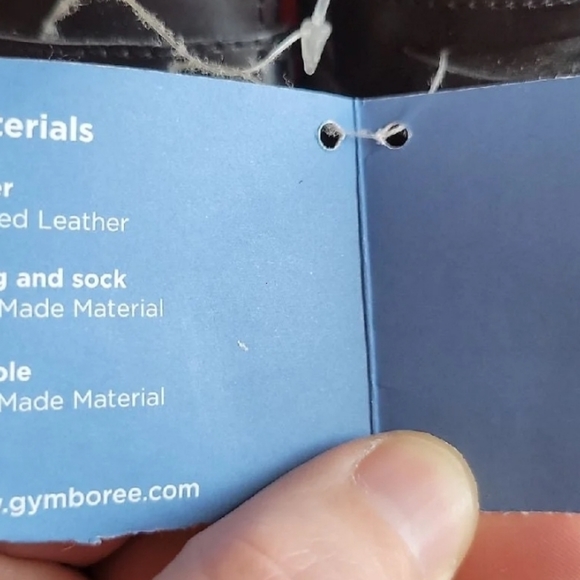 terials
er
ed Leather
g and sock
Made Material
ole
Made Material
.gymboree.com